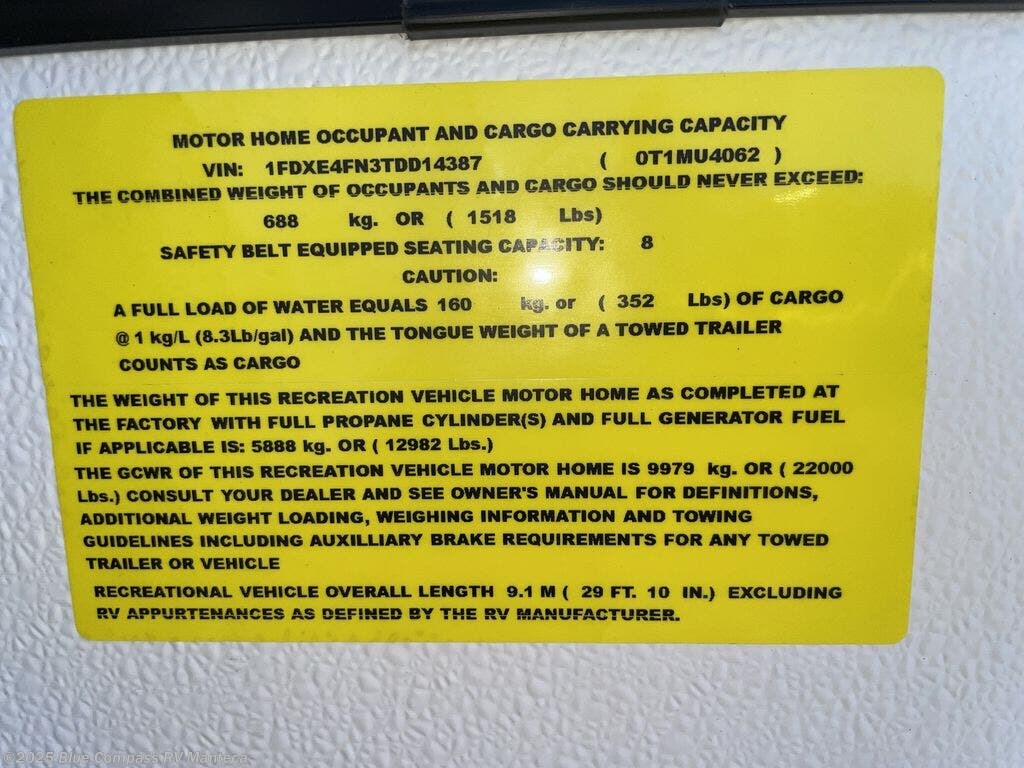 MOTOR HOME OCCUPANT AND CARGO CARRYING CAPACITY
VIN: 1FDXE4FN3TDD14387 ( 0T1MU4062 )
THE COMBINED WEIGHT OF OCCUPANTS AND CARGO SHOULD NEVER EXCEED:
688 kg. OR ( 1518 Lbs)
SAFETY BELT EQUIPPED SEATING CAPACITY: 8
CAUTION:
A FULL LOAD OF WATER EQUALS 160 kg. or ( 352 Lbs) OF CARGO
@ 1 kg/L (8.3Lb/gal) AND THE TONGUE WEIGHT OF A TOWED TRAILER
COUNTS AS CARGO
THE WEIGHT OF THIS RECREATION VEHICLE MOTOR HOME AS COMPLETED AT
THE FACTORY WITH FULL PROPANE CYLINDER(S) AND FULL GENERATOR FUEL
IF APPLICABLE IS: 5888 kg. OR ( 12982 Lbs.)
THE GCWR OF THIS RECREATION VEHICLE MOTOR HOME IS 9979 kg. OR ( 22000
Lbs.) CONSULT YOUR DEALER AND SEE OWNER'S MANUAL FOR DEFINITIONS,
ADDITIONAL WEIGHT LOADING, WEIGHING INFORMATION AND TOWING
GUIDELINES INCLUDING AUXILLIARY BRAKE REQUIREMENTS FOR ANY TOWED
TRAILER OR VEHICLE
RECREATIONAL VEHICLE OVERALL LENGTH 9.1 M ( 29 FT. 10 IN.) EXCLUDING
RV APPURTENANCES AS DEFINED BY THE RV MANUFACTURER.
©2025 Blue Compass RV Manteca